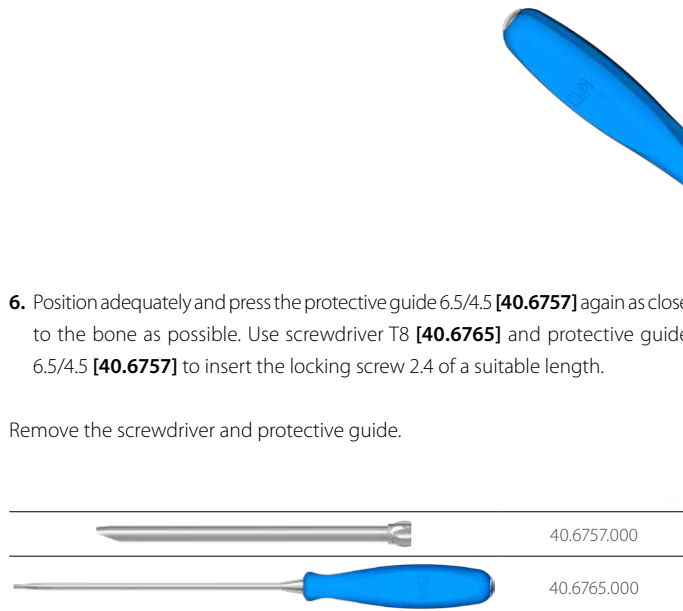 6. Position adequately and press the protective guide 6.5/4.5 [40.6757] again as close
to the bone as possible. Use screwdriver T8 [40.6765] and protective guide
6.5/4.5 [40.6757] to insert the locking screw 2.4 of a suitable length.
Remove the screwdriver and protective guide.
40.6757.000
40.6765.000